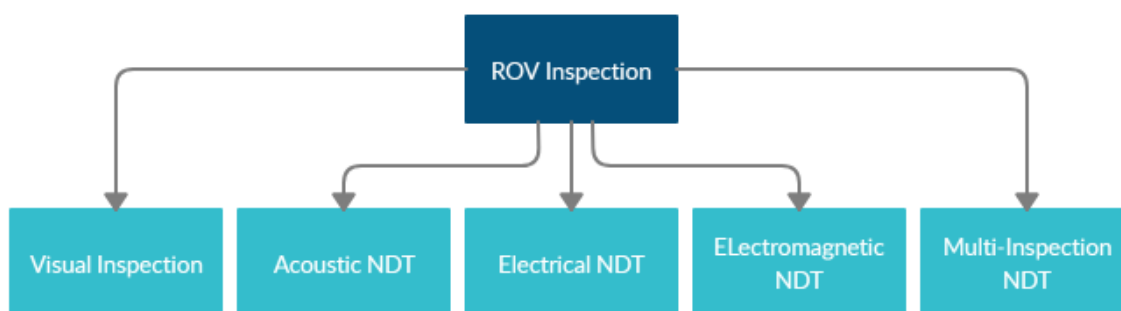 ROV Inspection
Visual Inspection
Acoustic NDT
Electrical NDT
ELectromagnetic
NDT
Multi-Inspection
NDT